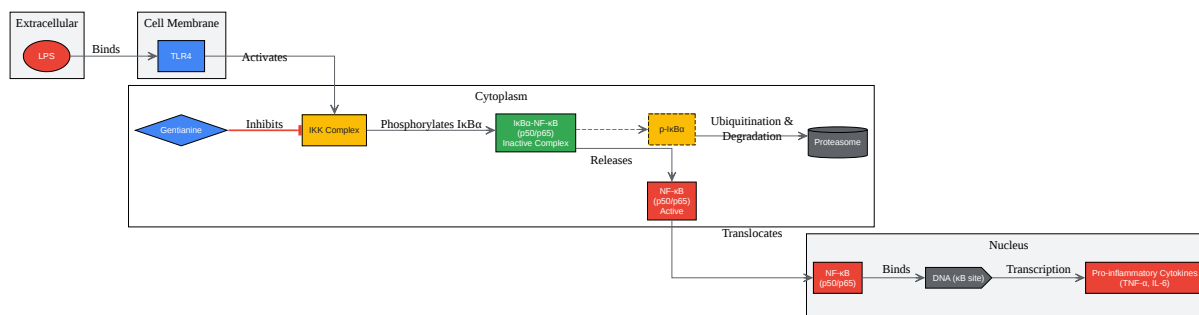 Extracellular
LPS
Binds
Cell Membrane
TLR4
Activates
Cytoplasm
Gentianine
Inhibits
IKK Complex
Phosphorylates IκBα
IκBα-NF-κB
(p50/p65)
Inactive Complex
p-IκBα
Ubiquitination &
Degradation
Proteasome
Releases
NF-κB
(p50/p65)
Active
Translocates
Nucleus
NF-κB
(p50/p65)
Binds
DNA (κB site)
Transcription
Pro-inflammatory Cytokines
(TNF-α, IL-6)